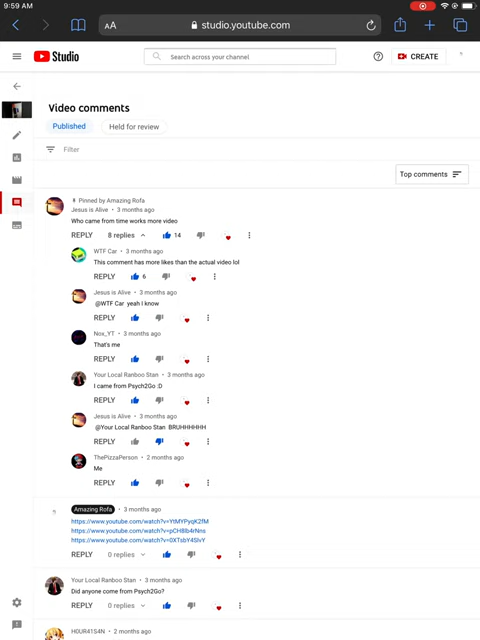 9:59 AM
AA
studio.youtube.com
Studio
Search across your channel
CREATE
Video comments
Published
Held for review
Filter
Top comments
Pinned by Amazing Rofa
Jesus is Alive • 3 months ago
Who came from time works more video
REPLY 8 replies 14
WTF Car • 3 months ago
This comment has more likes than the actual video lol
REPLY 6
Jesus is Alive • 3 months ago
@WTF Car yeah I know
REPLY
Nox_YT • 3 months ago
That's me
REPLY
Your Local Ranboo Stan • 3 months ago
I came from Psych2Go :D
REPLY
Jesus is Alive • 3 months ago
@Your Local Ranboo Stan BRUHHHHHH
REPLY
ThePizzaPerson • 2 months ago
Me
REPLY
Amazing Rofa • 3 months ago
https://www.youtube.com/watch?v=YtMYPyqK2fM
https://www.youtube.com/watch?v=pCH8lb4rNns
https://www.youtube.com/watch?v=0XTsbY4SIvY
REPLY 0 replies
Your Local Ranboo Stan • 3 months ago
Did anyone come from Psych2Go?
REPLY 0 replies
H0UR41S4N • 2 months ago